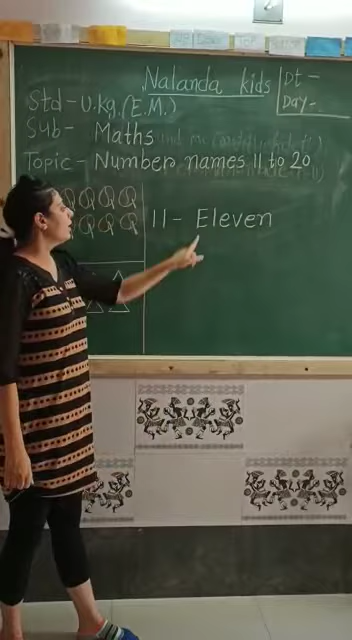 Nalanda kids
Dt -
Day -
Std - U.kg. (E.M.)
Sub - Maths
Topic - Number names 11 to 20
11 - Eleven